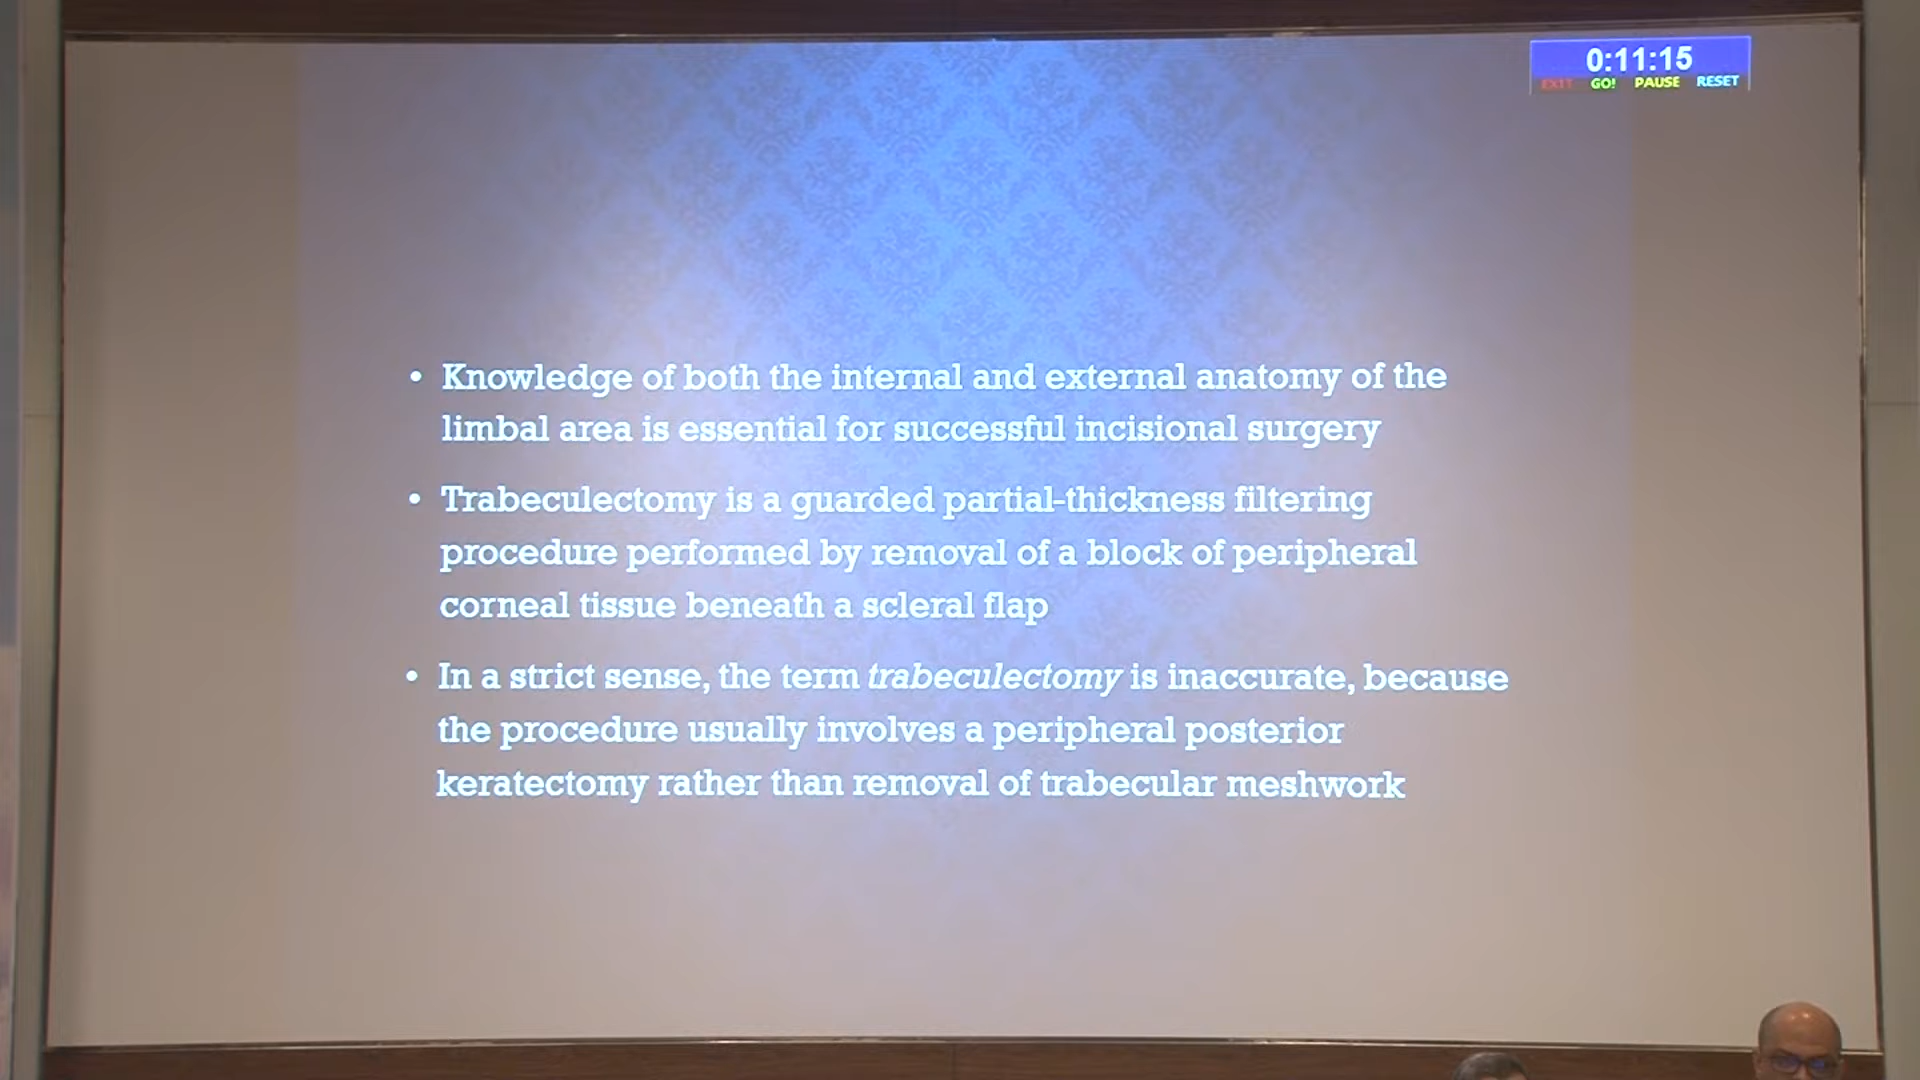 0:11:15
EXIT GO! PAUSE RESET
• Knowledge of both the internal and external anatomy of the
limbal area is essential for successful incisional surgery
• Trabeculectomy is a guarded partial-thickness filtering
procedure performed by removal of a block of peripheral
corneal tissue beneath a scleral flap
• In a strict sense, the term trabeculectomy is inaccurate, because
the procedure usually involves a peripheral posterior
keratectomy rather than removal of trabecular meshwork